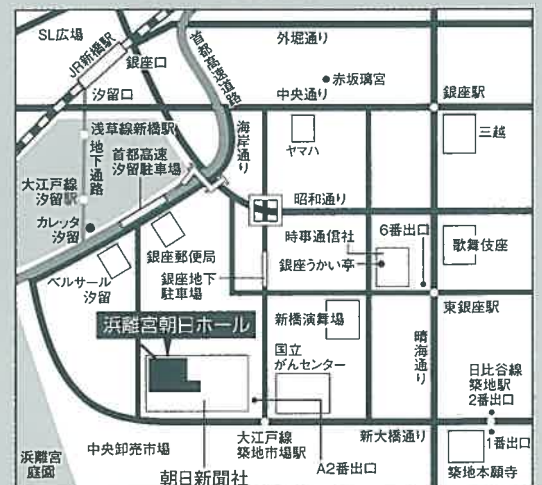 SL広場
JR新橋駅
銀座口
汐留口
首都高速道路
外堀通り
赤坂璃宮
中央通り
銀座駅
浅草線新橋駅
地下通路
首都高速
汐留駐車場
海岸通り
ヤマハ
三越
大江戸線
汐留駅
昭和通り
カレッタ
汐留
銀座郵便局
時事通信社
6番出口
歌舞伎座
銀座うかい亭
ベルサール
汐留
銀座地下
駐車場
東銀座駅
浜離宮朝日ホール
新橋演舞場
晴海通り
国立
がんセンター
日比谷線
築地駅
2番出口
中央卸売市場
大江戸線
築地市場駅
新大橋通り
1番出口
浜離宮
庭園
朝日新聞社
A2番出口
築地本願寺